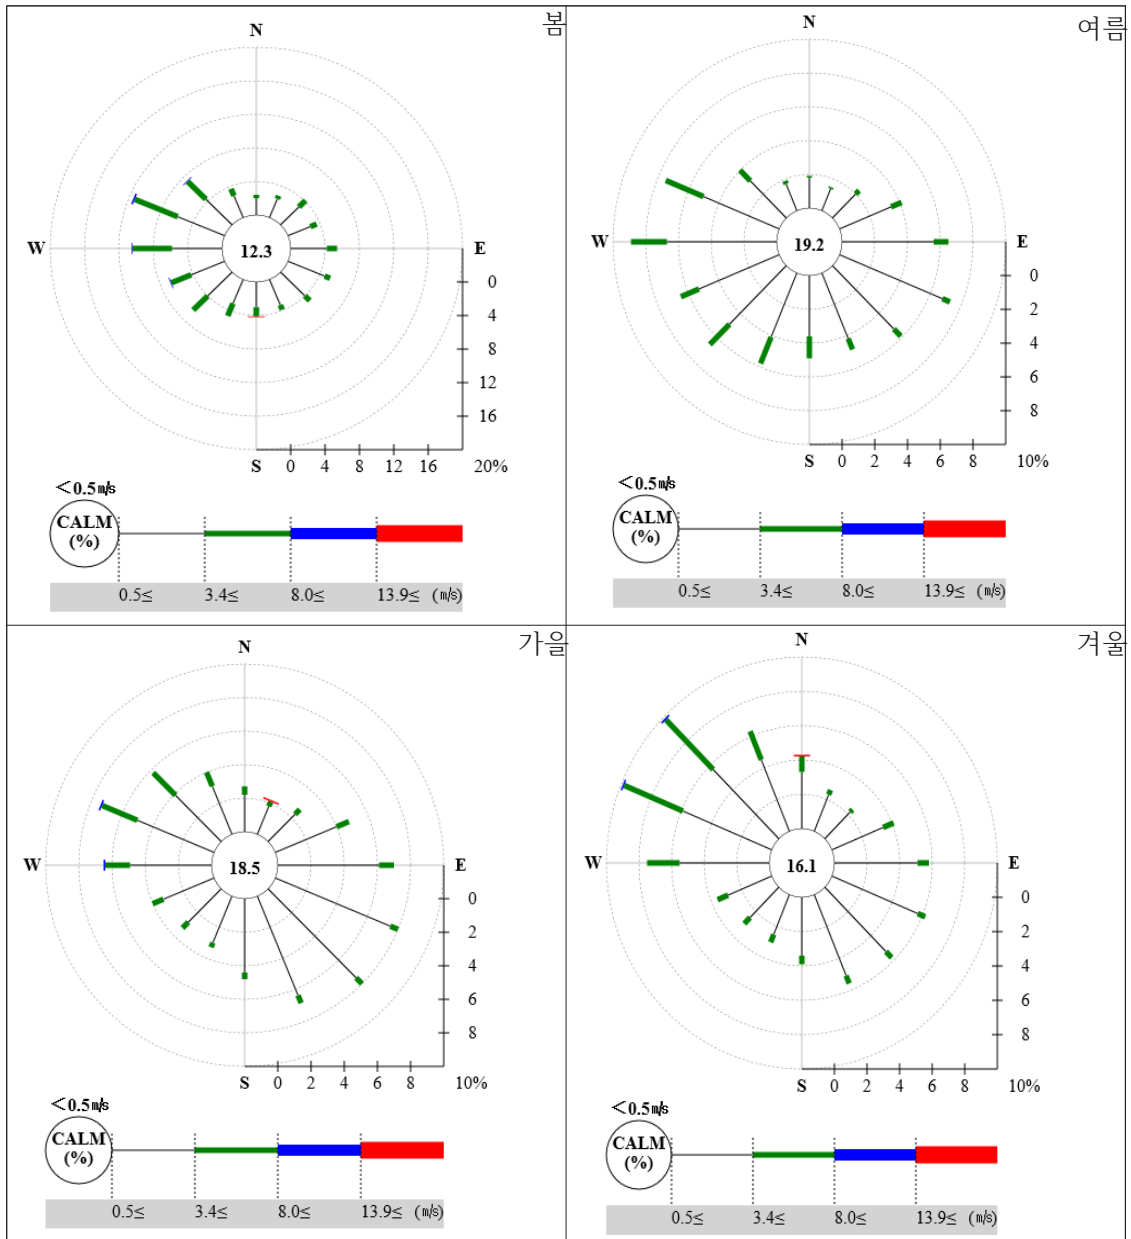 봄
N
W
12.3
E
0
4
8
12
16
S 0 4 8 12 16 20%
<0.5㎧
CALM
(%)
0.5≤ 3.4≤ 8.0≤ 13.9≤ (㎧)
여름
N
W
19.2
E
0
2
4
6
8
S 0 2 4 6 8 10%
<0.5㎧
CALM
(%)
0.5≤ 3.4≤ 8.0≤ 13.9≤ (㎧)
가을
N
W
18.5
E
0
2
4
6
8
S 0 2 4 6 8 10%
<0.5㎧
CALM
(%)
0.5≤ 3.4≤ 8.0≤ 13.9≤ (㎧)
겨울
N
W
16.1
E
0
2
4
6
8
S 0 2 4 6 8 10%
<0.5㎧
CALM
(%)
0.5≤ 3.4≤ 8.0≤ 13.9≤ (㎧)